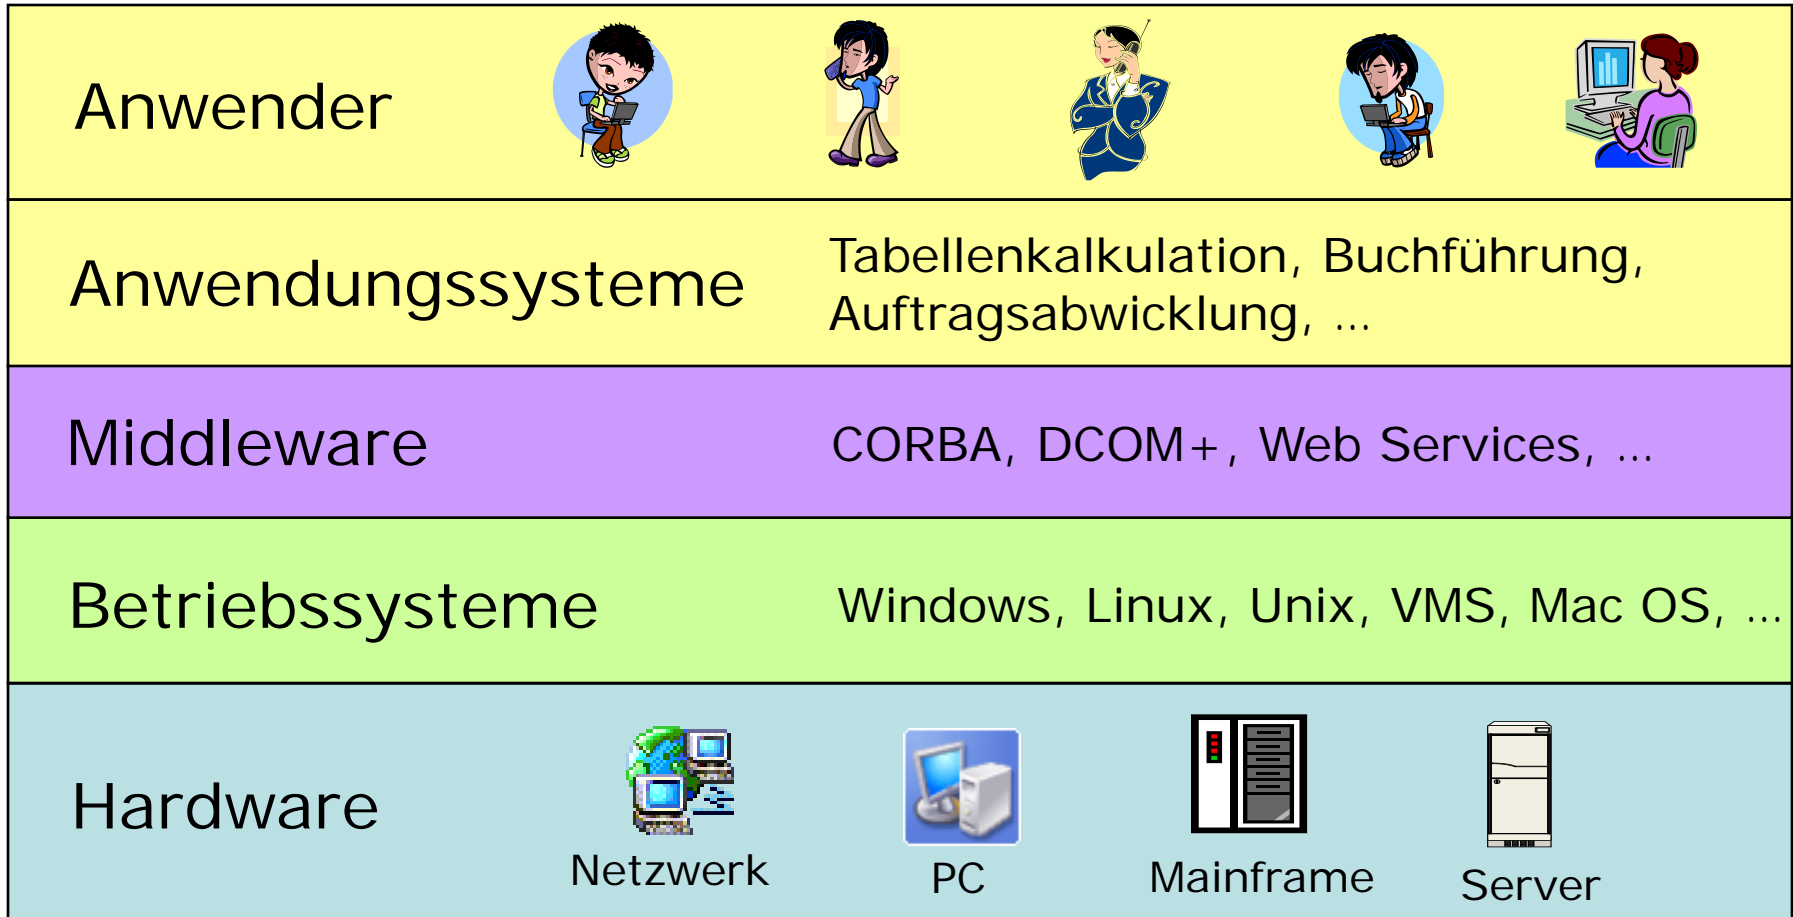 Anwender
Anwendungssysteme
Tabellenkalkulation, Buchführung,
Auftragsabwicklung, ...
Middleware
CORBA, DCOM+, Web Services, ...
Betriebssysteme
Windows, Linux, Unix, VMS, Mac OS, ...
Hardware
Netzwerk
PC
Mainframe
Server